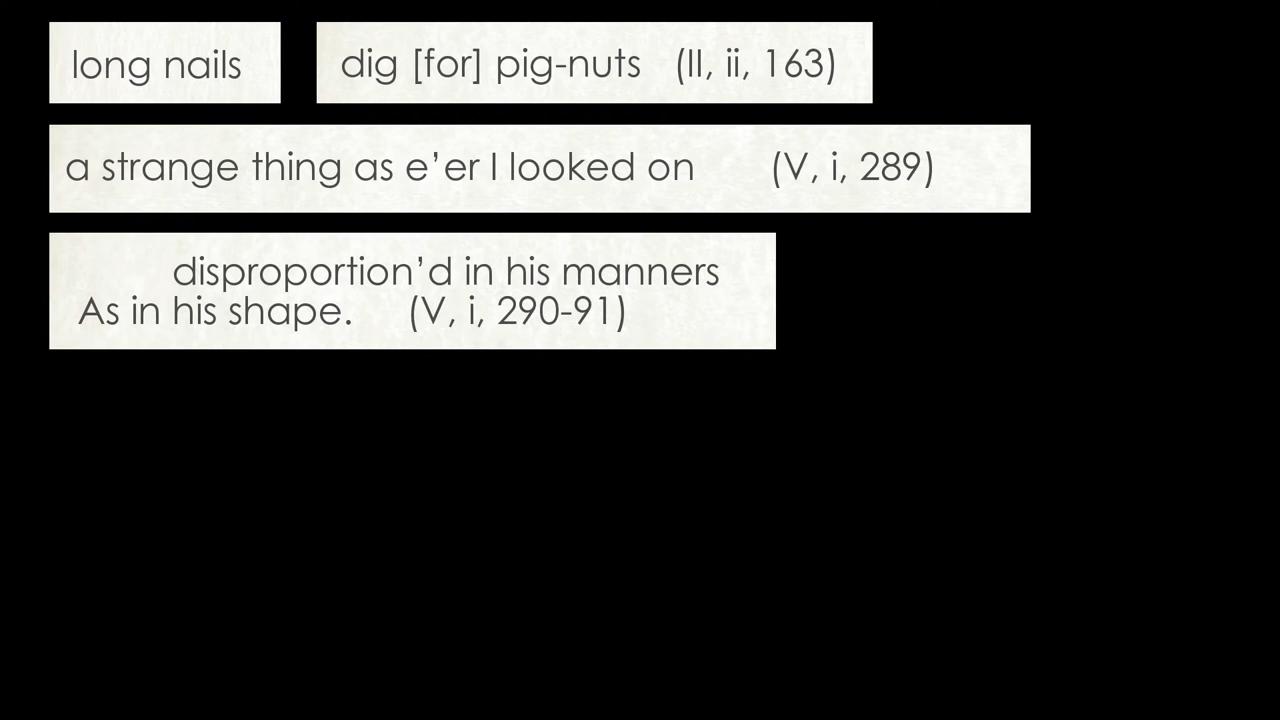 long nails
dig [for] pig-nuts (II, ii, 163)
a strange thing as e’er I looked on (V, i, 289)
disproportion’d in his manners
As in his shape. (V, i, 290-91)